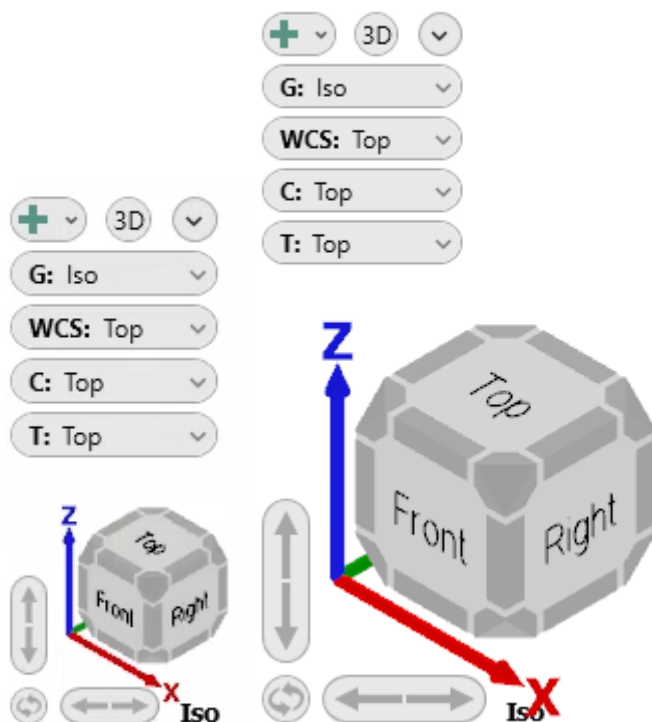 3D
G: Iso
WCS: Top
C: Top
T: Top
Z
Top
Front
Right
X
Iso
3D
G: Iso
WCS: Top
C: Top
T: Top
Z
Top
Front
Right
X
Iso